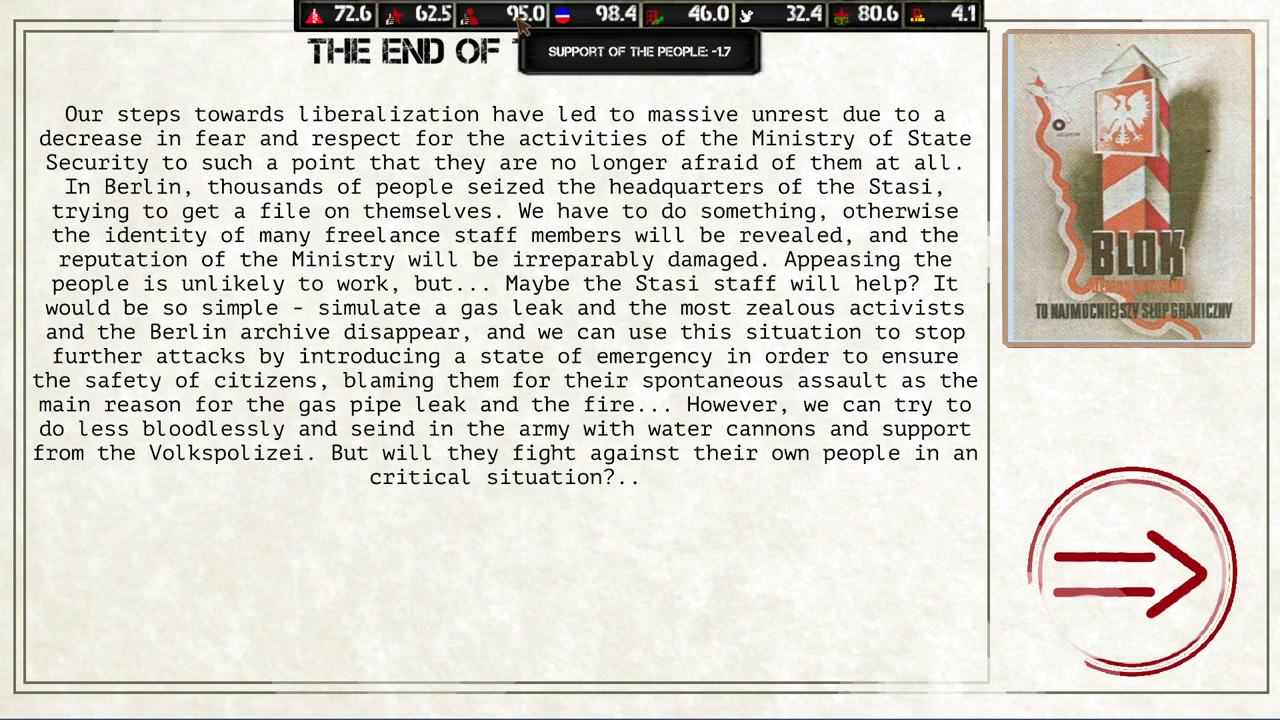 72.6 62.5 95.0 98.4 46.0 32.4 80.6 4.1
THE END OF
SUPPORT OF THE PEOPLE: -1.7
Our steps towards liberalization have led to massive unrest due to a
decrease in fear and respect for the activities of the Ministry of State
Security to such a point that they are no longer afraid of them at all.
In Berlin, thousands of people seized the headquarters of the Stasi,
trying to get a file on themselves. We have to do something, otherwise
the identity of many freelance staff members will be revealed, and the
reputation of the Ministry will be irreparably damaged. Appeasing the
people is unlikely to work, but... Maybe the Stasi staff will help? It
would be so simple - simulate a gas leak and the most zealous activists
and the Berlin archive disappear, and we can use this situation to stop
further attacks by introducing a state of emergency in order to ensure
the safety of citizens, blaming them for their spontaneous assault as the
main reason for the gas pipe leak and the fire... However, we can try to
do less bloodlessly and seind in the army with water cannons and support
from the Volkspolizei. But will they fight against their own people in an
critical situation?..
BLOK
TO NAJMOCNIEJSZY SŁUP GRANICZNY